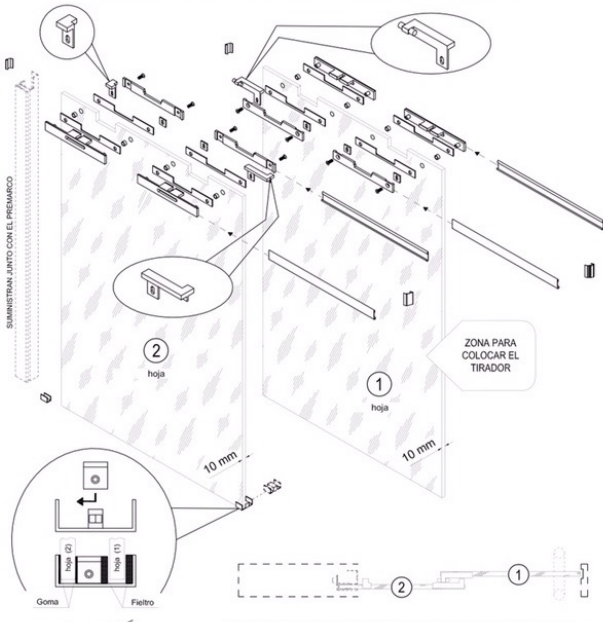 SUMINISTRAN JUNTO CON EL PREMARCO
2
hoja
1
hoja
ZONA PARA
COLOCAR EL
TIRADOR
10 mm
10 mm
hoja (2)
hoja (1)
Goma
Fieltro
2
1